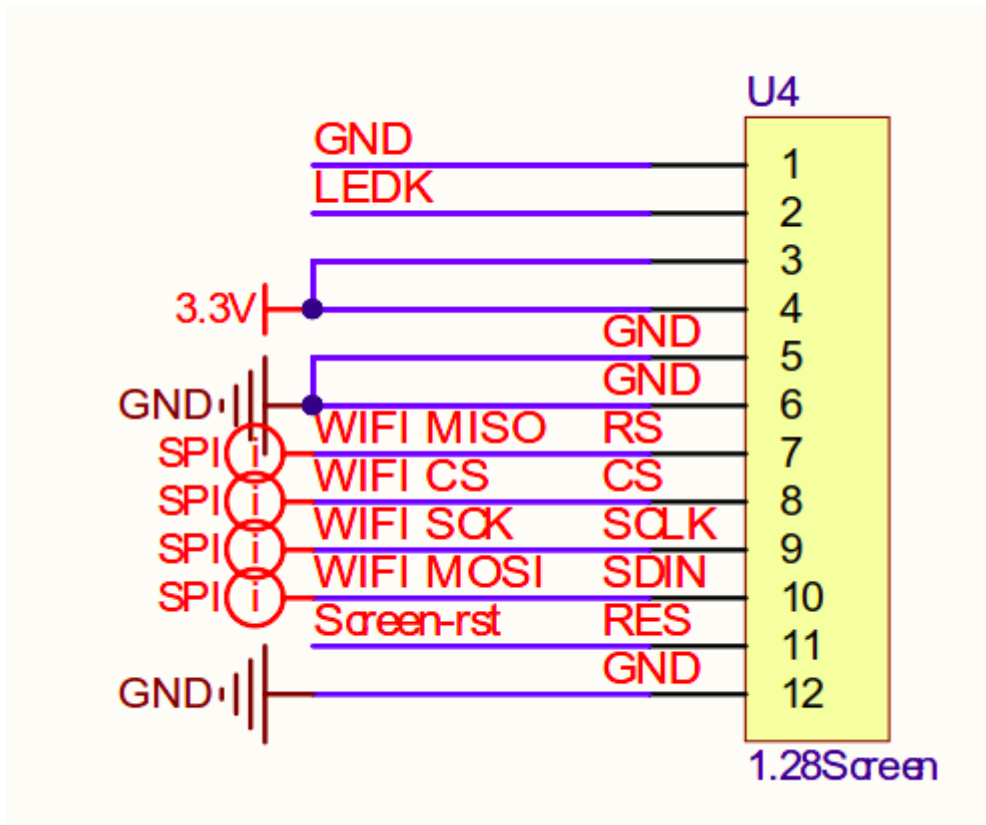 U4
GND 1
LEDK 2
3
3.3V 4
GND 5
GND GND 6
SPI i WIFI MISO RS 7
SPI i WIFI CS CS 8
SPI i WIFI SCK SCLK 9
SPI i WIFI MOSI SDIN 10
Screen-rst RES 11
GND GND 12
1.28Screen